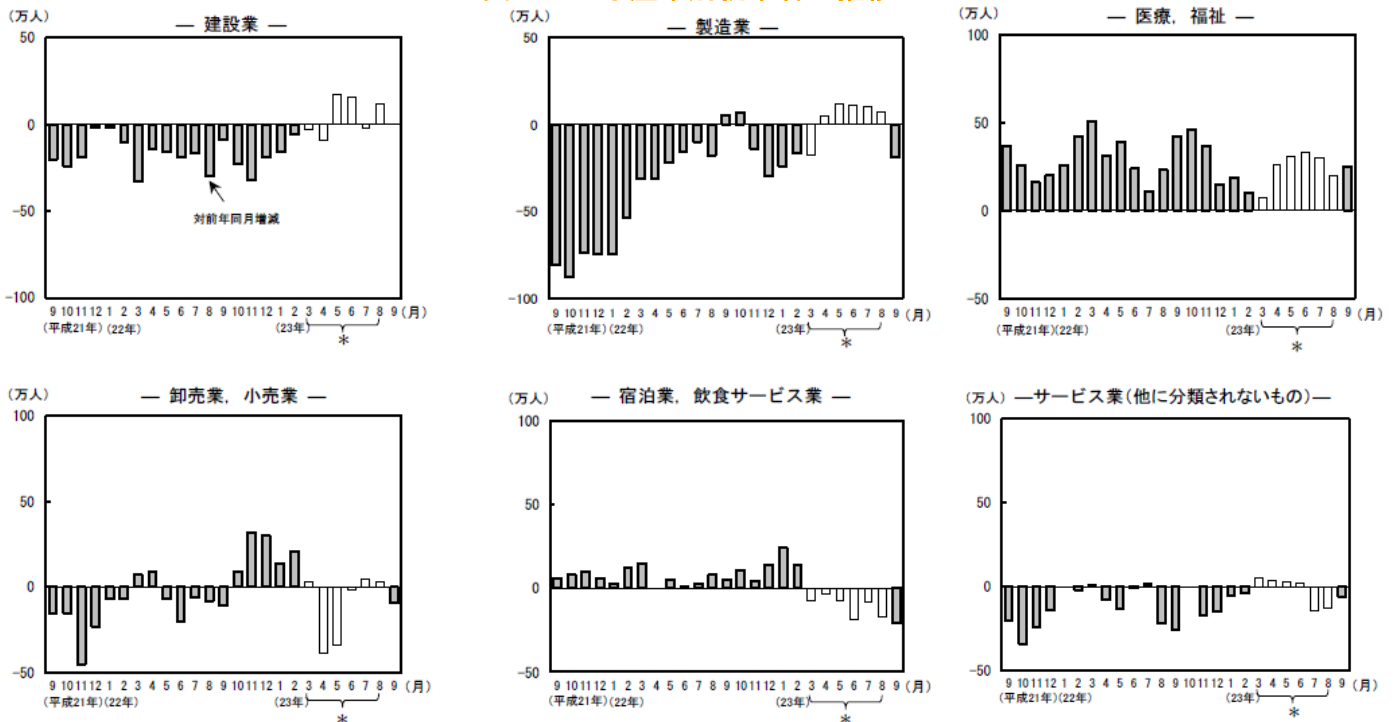 (万人)
― 建設業 ―
50
0
−50
−100
対前年同月増減
9 10 11 12 1 2 3 4 5 6 7 8 9 10 11 12 1 2 3 4 5 6 7 8 9 (月)
(平成21年)(22年) (23年)
*
(万人)
― 製造業 ―
50
0
−50
−100
9 10 11 12 1 2 3 4 5 6 7 8 9 10 11 12 1 2 3 4 5 6 7 8 9 (月)
(平成21年)(22年) (23年)
*
(万人)
― 医療，福祉 ―
100
50
0
−50
9 10 11 12 1 2 3 4 5 6 7 8 9 10 11 12 1 2 3 4 5 6 7 8 9 (月)
(平成21年)(22年) (23年)
*
(万人)
― 卸売業，小売業 ―
100
50
0
−50
9 10 11 12 1 2 3 4 5 6 7 8 9 10 11 12 1 2 3 4 5 6 7 8 9 (月)
(平成21年)(22年) (23年)
*
(万人)
― 宿泊業，飲食サービス業 ―
100
50
0
−50
9 10 11 12 1 2 3 4 5 6 7 8 9 10 11 12 1 2 3 4 5 6 7 8 9 (月)
(平成21年)(22年) (23年)
*
(万人)
―サービス業(他に分類されないもの)―
100
50
0
−50
9 10 11 12 1 2 3 4 5 6 7 8 9 10 11 12 1 2 3 4 5 6 7 8 9 (月)
(平成21年)(22年) (23年)
*